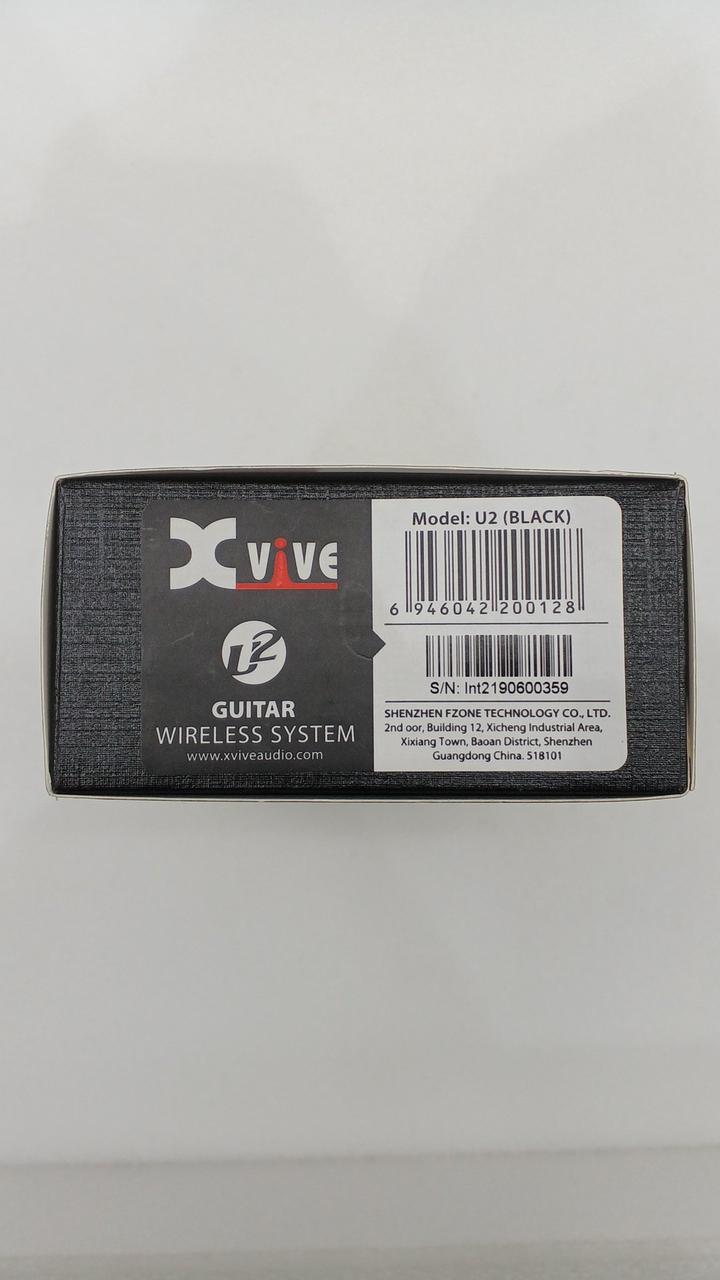 Xvive
U2
GUITAR
WIRELESS SYSTEM
www.xviveaudio.com
Model: U2 (BLACK)
6 946042 200128
S/N: Int2190600359
SHENZHEN FZONE TECHNOLOGY CO., LTD.
2nd oor, Building 12, Xicheng Industrial Area,
Xixiang Town, Baoan District, Shenzhen
Guangdong China. 518101